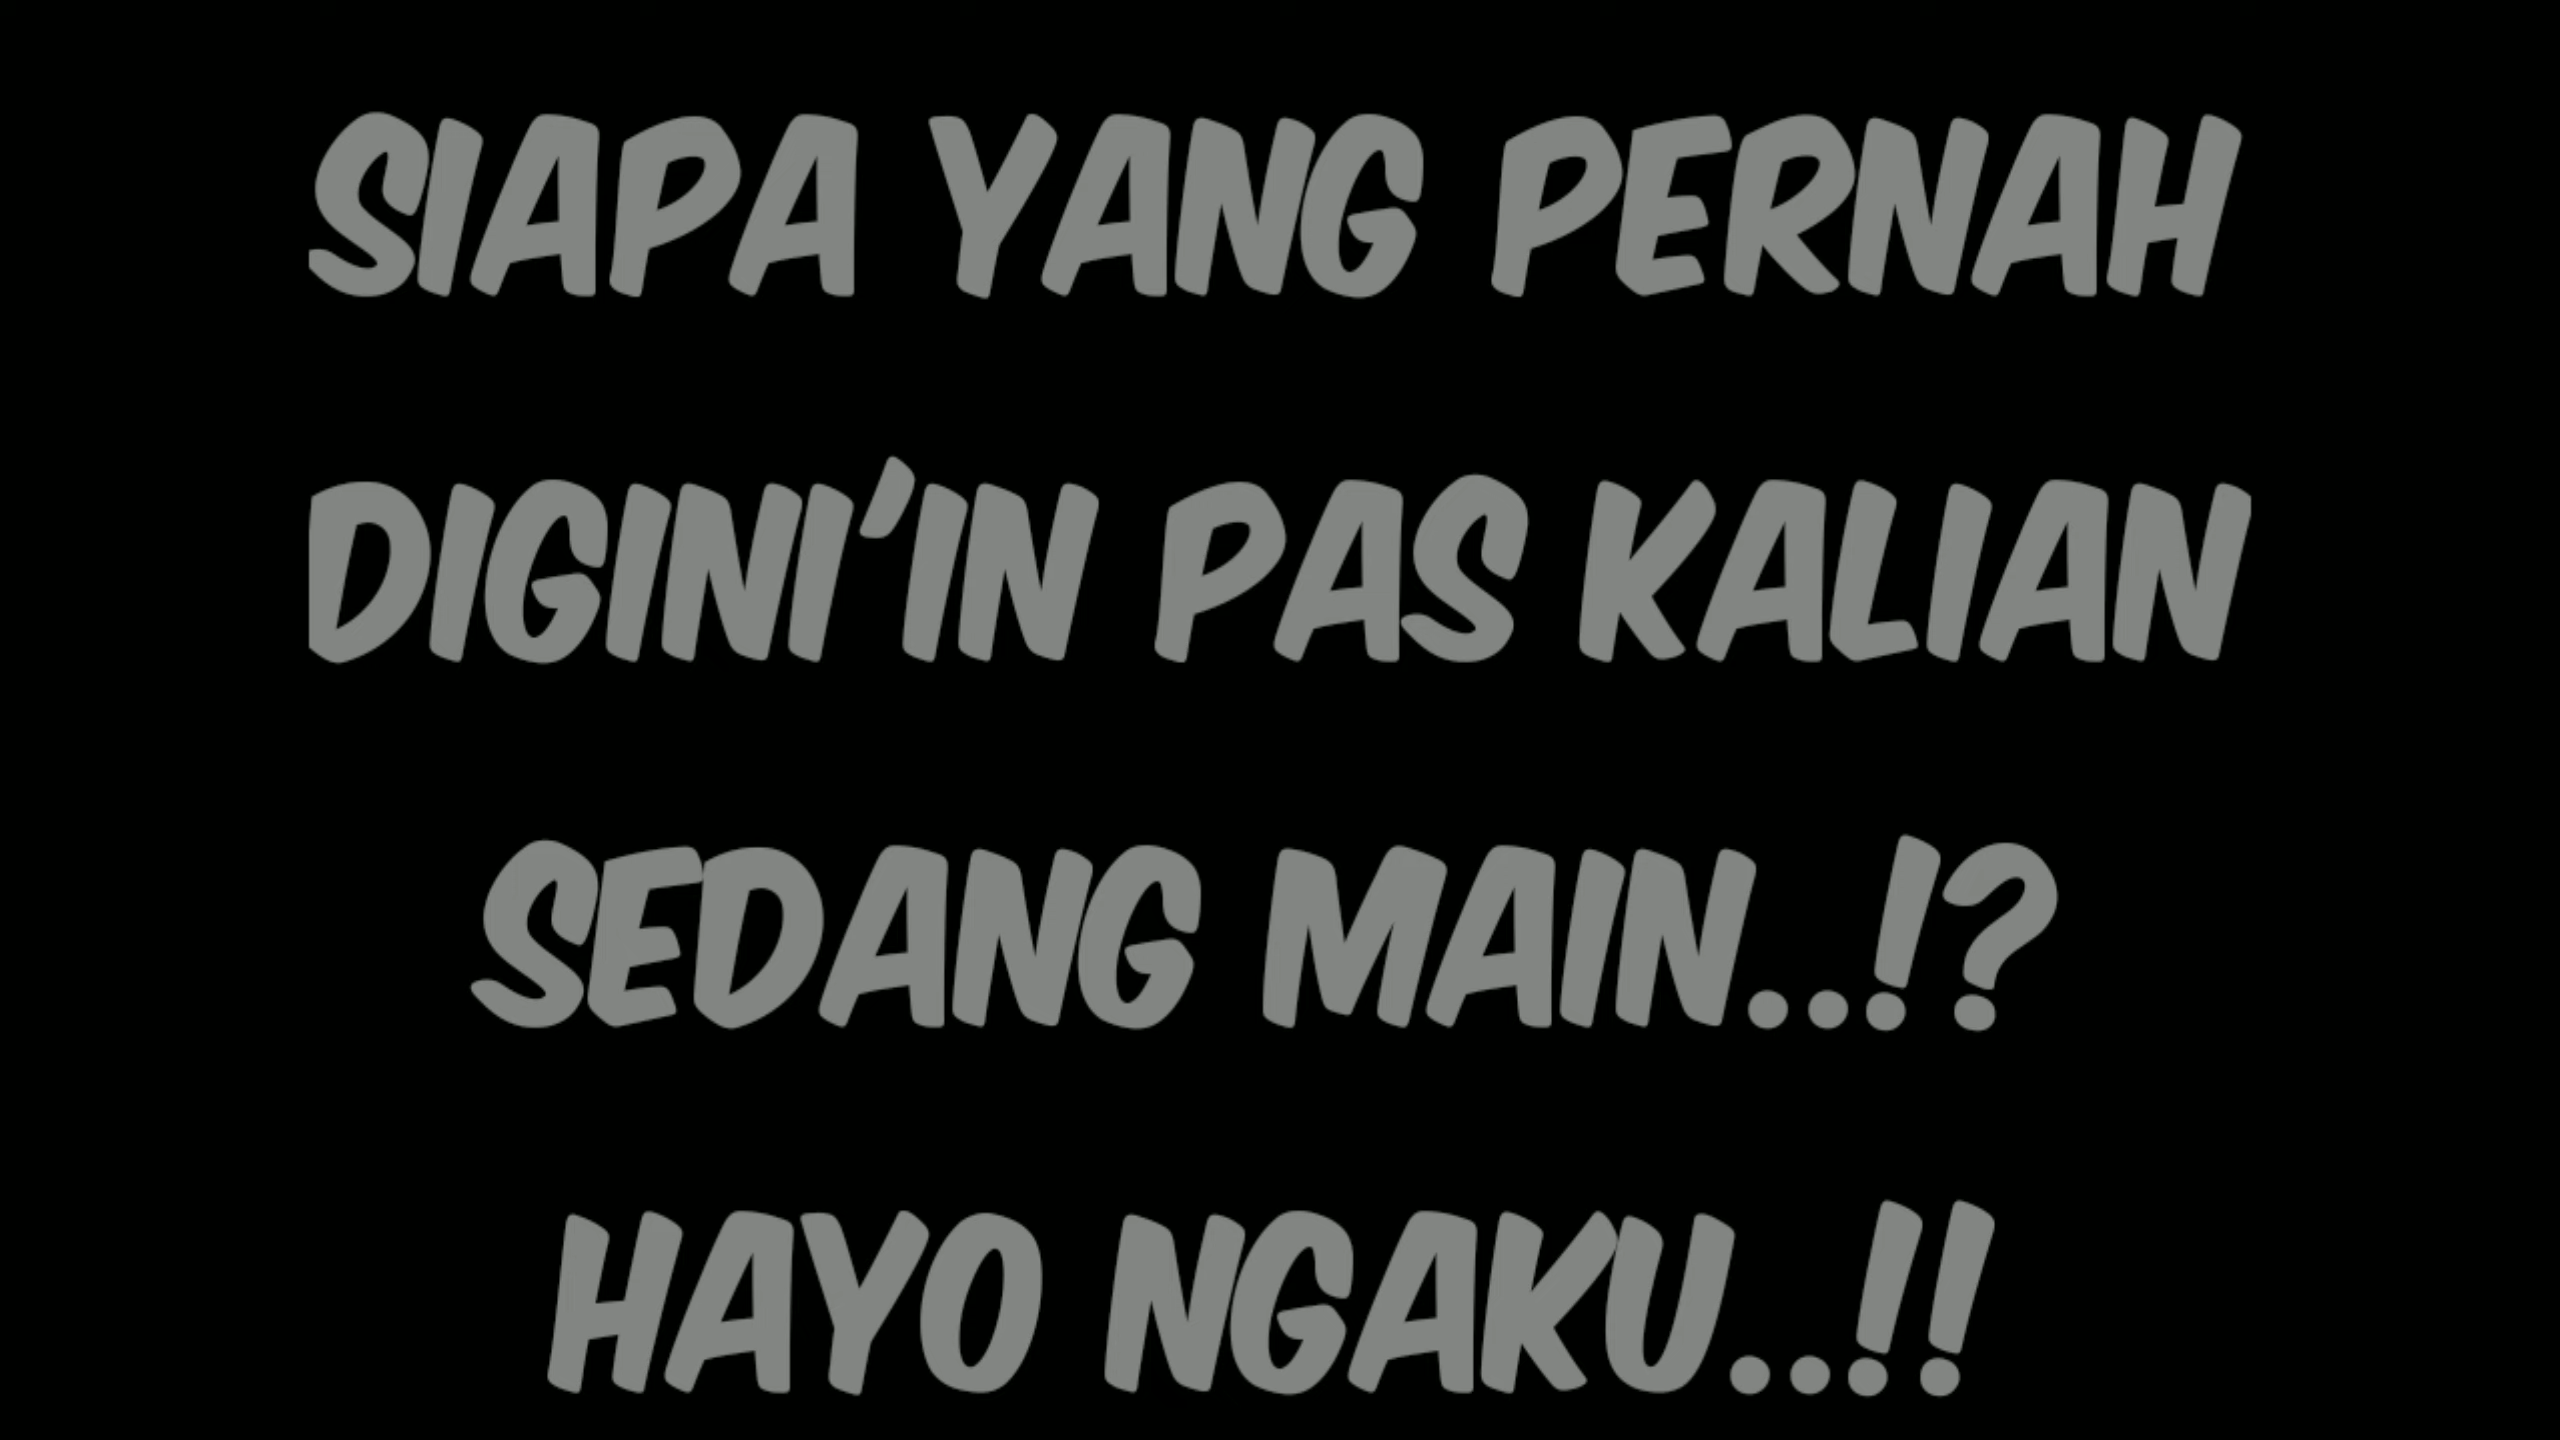 SIAPA YANG PERNAH
DIGINI'IN PAS KALIAN
SEDANG MAIN..!?
HAYO NGAKU..!!